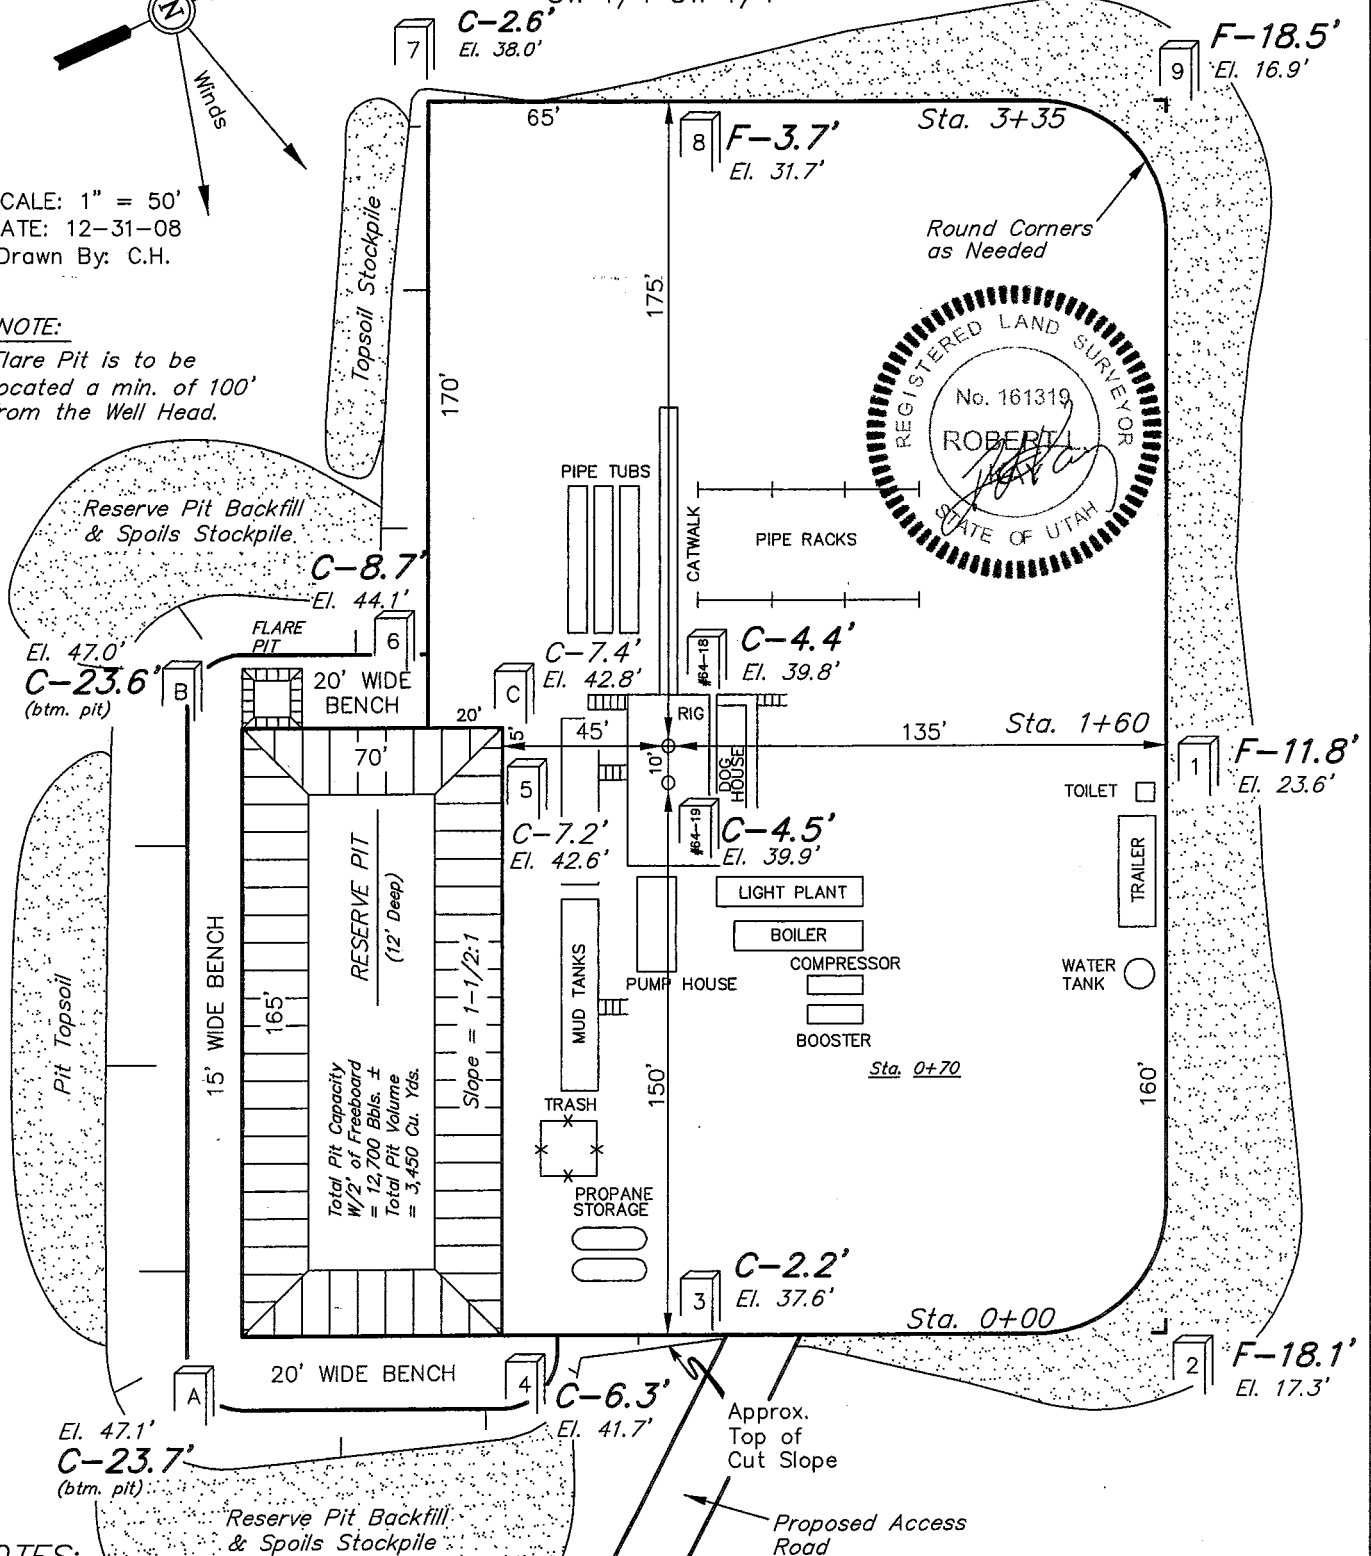 C-2.6'
El. 38.0'
7
F-18.5'
El. 16.9'
9
N
Winds
65'
8
F-3.7'
El. 31.7'
Sta. 3+35
CALE: 1" = 50'
ATE: 12-31-08
Drawn By: C.H.
Topsoil Stockpile
Round Corners
as Needed
175'
170'
NOTE:
Flare Pit is to be
ocated a min. of 100'
rom the Well Head.
REGISTERED LAND SURVEYOR
No. 161319
ROBERT L.
STATE OF UTAH
PIPE TUBS
CATWALK
PIPE RACKS
Reserve Pit Backfill
& Spoils Stockpile
C-8.7'
El. 44.1'
6
FLARE
PIT
El. 47.0'
C-23.6'
(btm. pit)
B
20' WIDE
BENCH
C
C-7.4'
El. 42.8'
#64-18
C-4.4'
El. 39.8'
RIG
20'
5'
45'
10'
135'
Sta. 1+60
1
F-11.8'
El. 23.6'
70'
5
C-7.2'
El. 42.6'
DOG
HOUSE
#64-19
C-4.5'
El. 39.9'
TOILET
TRAILER
LIGHT PLANT
BOILER
COMPRESSOR
BOOSTER
WATER
TANK
PUMP HOUSE
MUD TANKS
RESERVE PIT
(12' Deep)
15' WIDE BENCH
165'
Slope = 1-1/2:1
Total Pit Capacity
W/2' of Freeboard
= 12,700 Bbls. ±
Total Pit Volume
= 3,450 Cu. Yds.
Pit Topsoil
Sta. 0+70
150'
160'
TRASH
PROPANE
STORAGE
3
C-2.2'
El. 37.6'
Sta. 0+00
2
F-18.1'
El. 17.3'
20' WIDE BENCH
A
4
C-6.3'
El. 41.7'
El. 47.1'
C-23.7'
(btm. pit)
Approx.
Top of
Cut Slope
Reserve Pit Backfill
& Spoils Stockpile
Proposed Access
Road